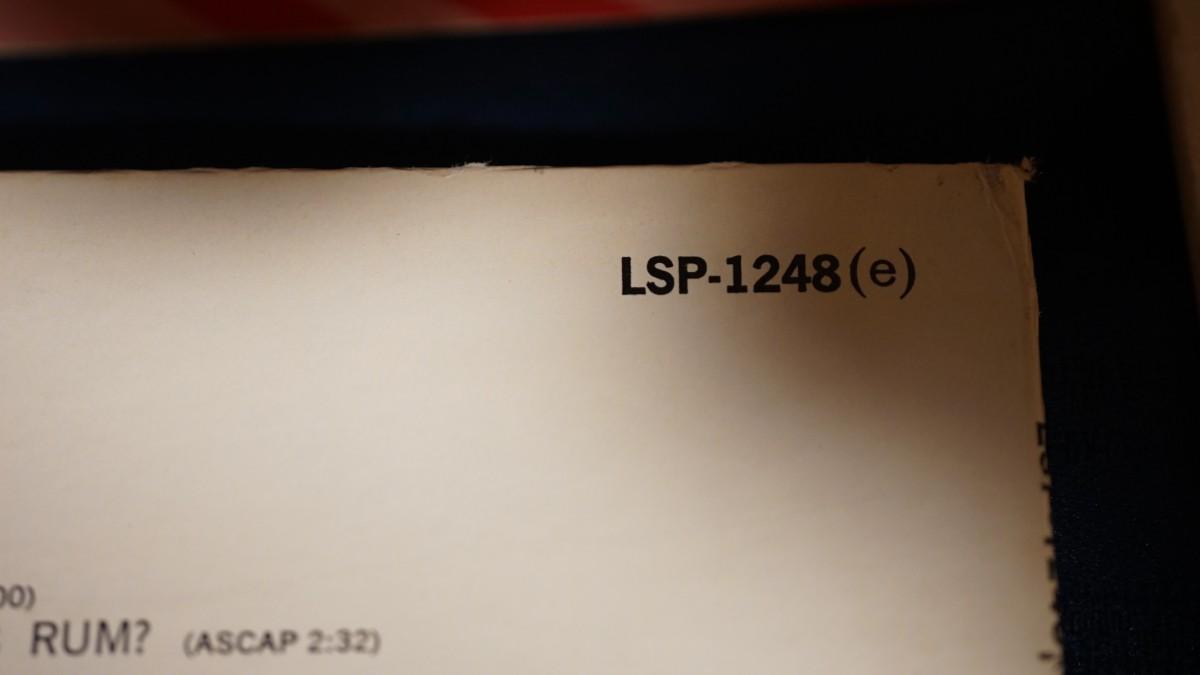 LSP-1248(e)
00)
RUM? (ASCAP 2:32)